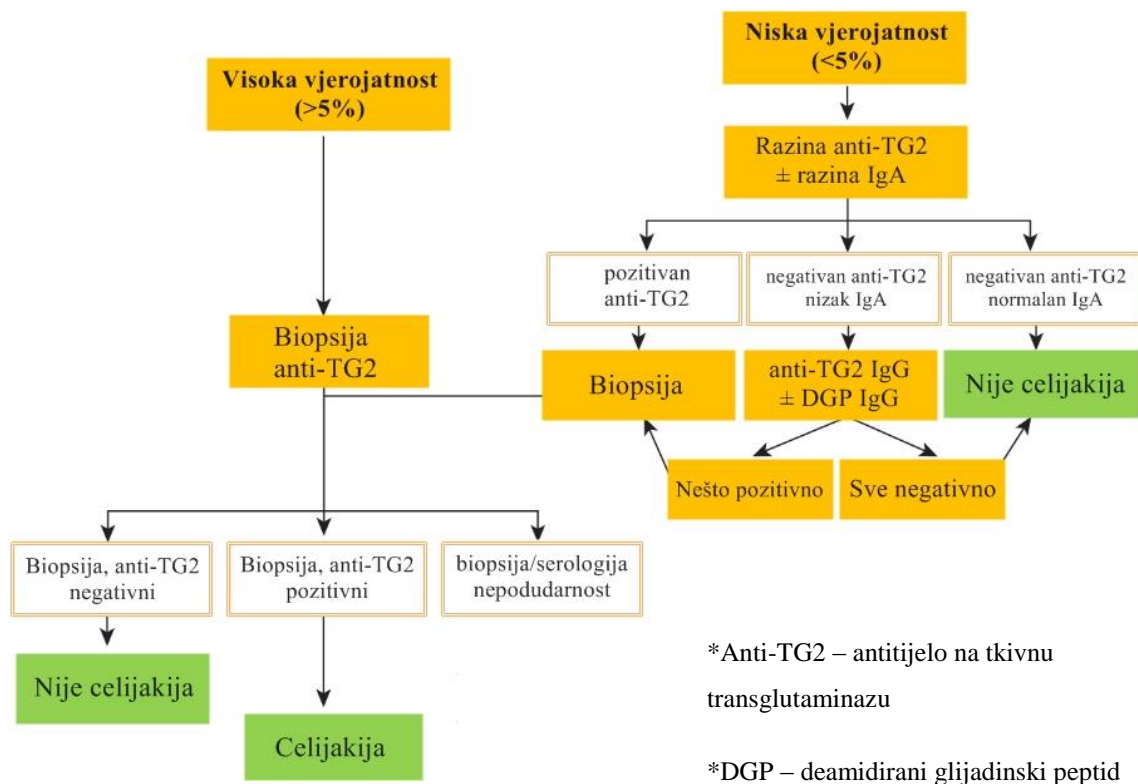 Visoka vjerojatnost
(>5%)
Niska vjerojatnost
(<5%)
Razina anti-TG2
± razina IgA
pozitivan
anti-TG2
negativan anti-TG2
nizak IgA
negativan anti-TG2
normalan IgA
Biopsija
anti-TG2
Biopsija
anti-TG2 IgG
± DGP IgG
Nije celijakija
Nešto pozitivno
Sve negativno
Biopsija, anti-TG2
negativni
Biopsija, anti-TG2
pozitivni
biopsija/serologija
nepodudarnost
Nije celijakija
Celijakija
*Anti-TG2 – antitijelo na tkivnu
transglutaminazu
*DGP – deamidirani glijadinski peptid